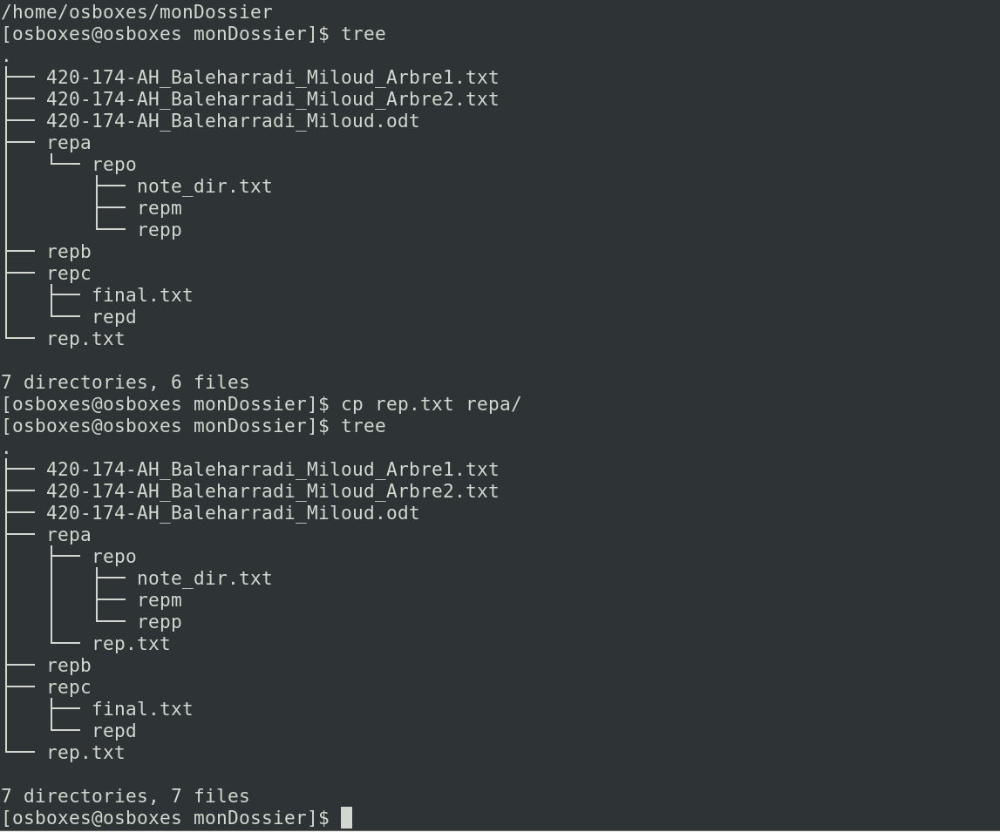 /home/osboxes/monDossier
[osboxes@osboxes monDossier]$ tree
.
├── 420-174-AH_Baleharradi_Miloud_Arbre1.txt
├── 420-174-AH_Baleharradi_Miloud_Arbre2.txt
├── 420-174-AH_Baleharradi_Miloud.odt
├── repa
│   └── repo
│       ├── note_dir.txt
│       ├── repm
│       └── repp
├── repb
├── repc
│   ├── final.txt
│   └── repd
└── rep.txt
7 directories, 6 files
[osboxes@osboxes monDossier]$ cp rep.txt repa/
[osboxes@osboxes monDossier]$ tree
.
├── 420-174-AH_Baleharradi_Miloud_Arbre1.txt
├── 420-174-AH_Baleharradi_Miloud_Arbre2.txt
├── 420-174-AH_Baleharradi_Miloud.odt
├── repa
│   ├── repo
│   │   ├── note_dir.txt
│   │   ├── repm
│   │   └── repp
│   └── rep.txt
├── repb
├── repc
│   ├── final.txt
│   └── repd
└── rep.txt
7 directories, 7 files
[osboxes@osboxes monDossier]$